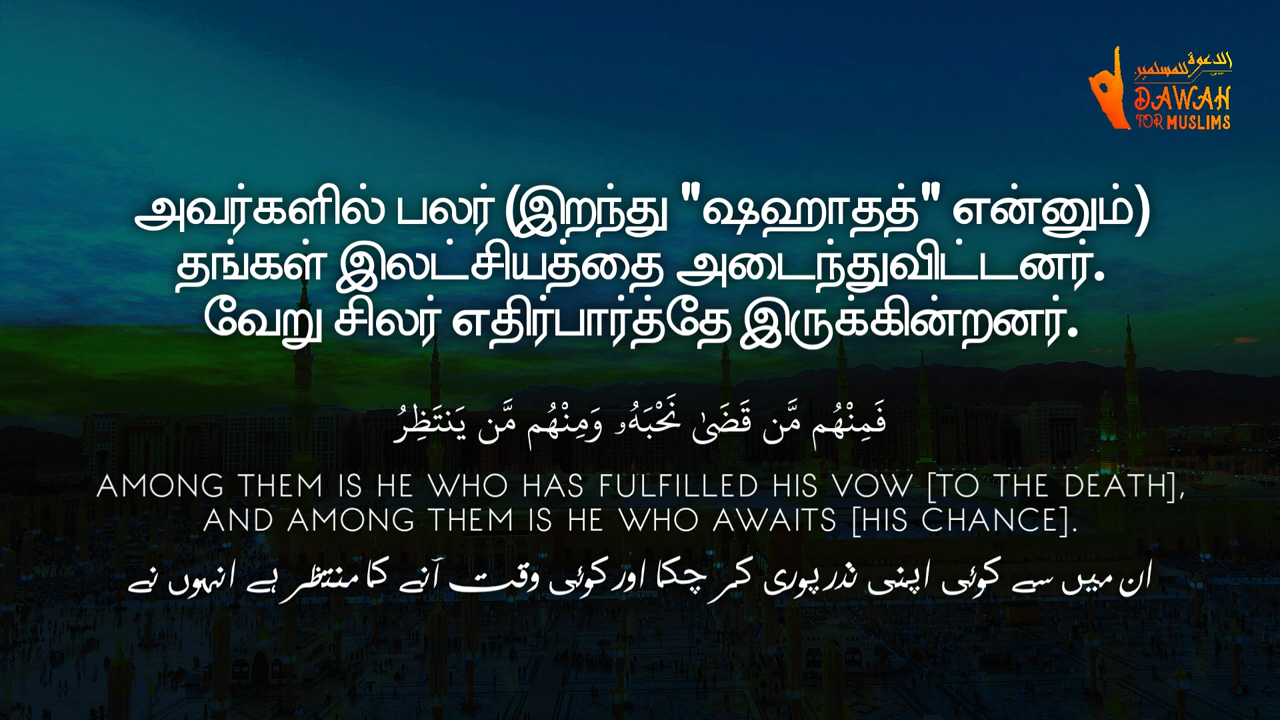 الدعوة للمسلمين
DAWAH
FOR MUSLIMS
அவர்களில் பலர் (இறந்து "ஷஹாதத்" என்னும்)
தங்கள் இலட்சியத்தை அடைந்துவிட்டனர்.
வேறு சிலர் எதிர்பார்த்தே இருக்கின்றனர்.
فَمِنْهُم مَّن قَضَىٰ نَحْبَهُۥ وَمِنْهُم مَّن يَنتَظِرُ
AMONG THEM IS HE WHO HAS FULFILLED HIS VOW [TO THE DEATH],
AND AMONG THEM IS HE WHO AWAITS [HIS CHANCE].
ان میں سے کوئی اپنی نذر پوری کر چکا اور کوئی وقت آنے کا منتظر ہے انہوں نے